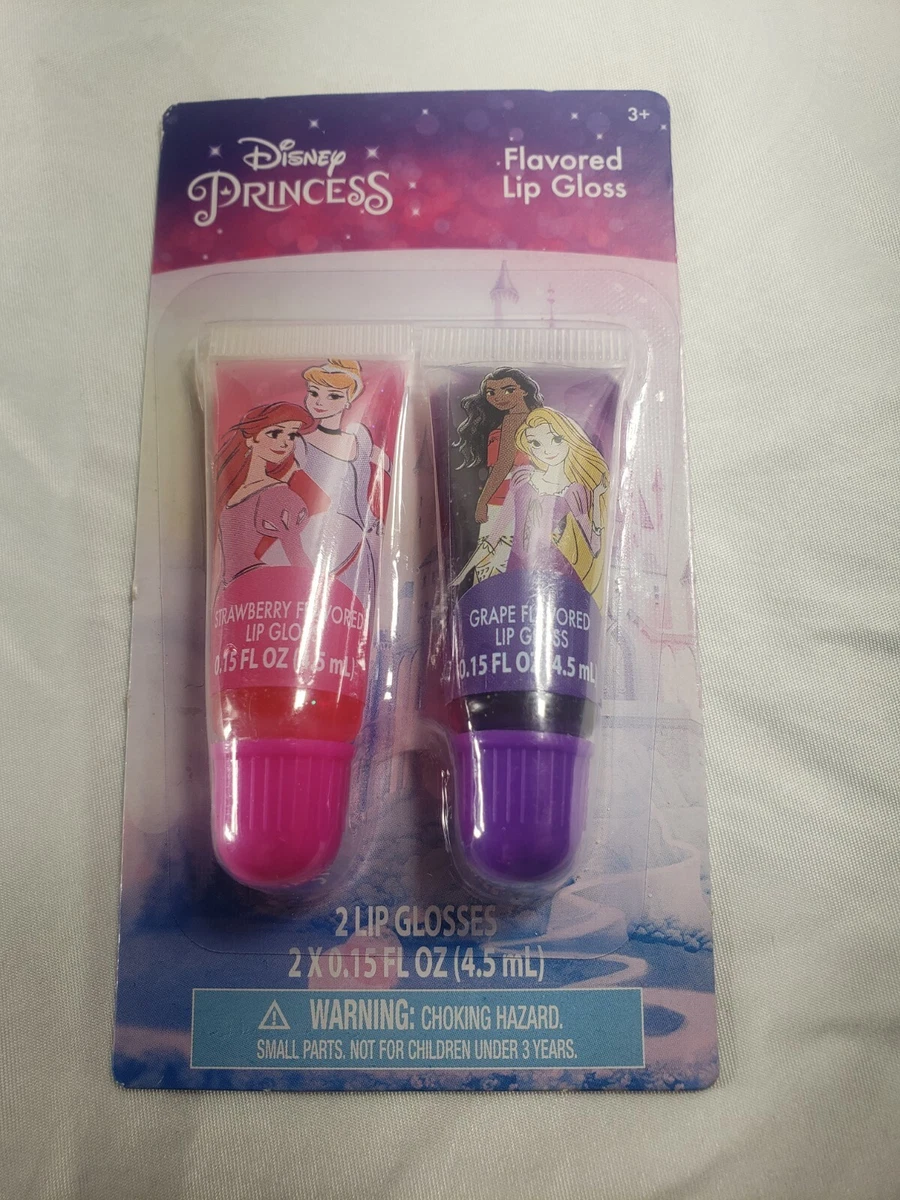 3+
Disney
PRINCESS
Flavored
Lip Gloss
STRAWBERRY FLAVORED
LIP GLOSS
0.15 FL OZ (4.5 mL)
GRAPE FLAVORED
LIP GLOSS
0.15 FL OZ (4.5 mL)
2 LIP GLOSSES
2 X 0.15 FL OZ (4.5 mL)
WARNING: CHOKING HAZARD.
SMALL PARTS. NOT FOR CHILDREN UNDER 3 YEARS.